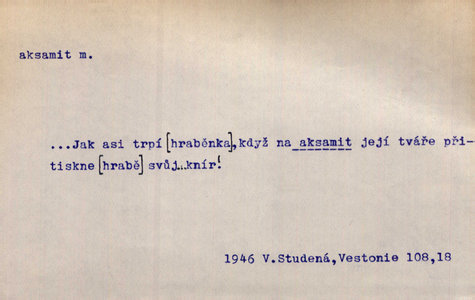 aksamit m.
...Jak asi trpí [hraběnka], když na aksamit její tváře při-
tiskne [hrabě] svůj...knír!
1946 V.Studená,Vestonie 108,18